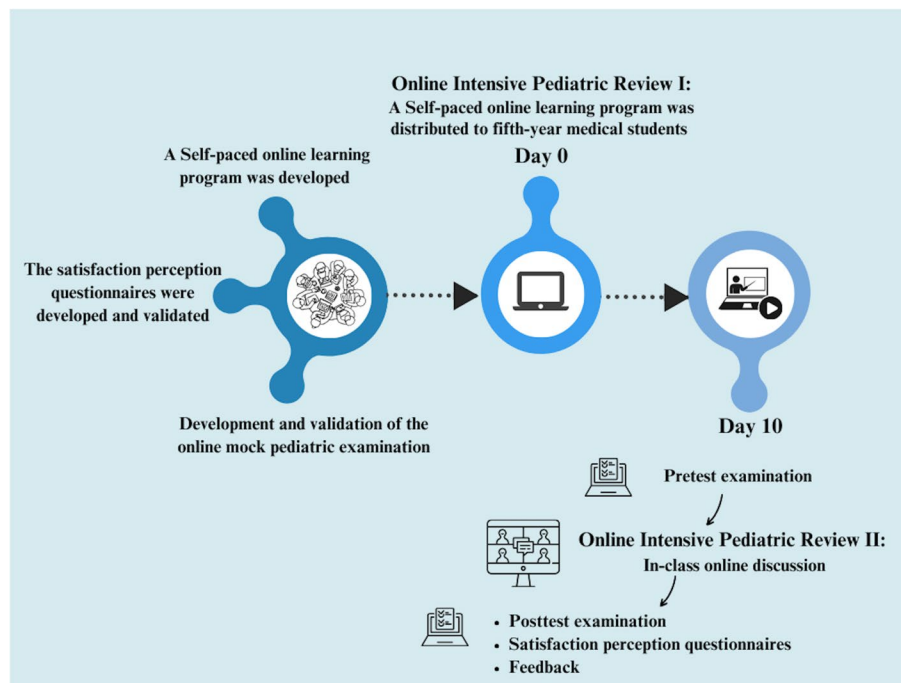 Online Intensive Pediatric Review I:
A Self-paced online learning program was
distributed to fifth-year medical students
Day 0
A Self-paced online learning
program was developed
The satisfaction perception
questionnaires were
developed and validated
Development and validation of the
online mock pediatric examination
Day 10
Pretest examination
Online Intensive Pediatric Review II:
In-class online discussion
• Posttest examination
• Satisfaction perception questionnaires
• Feedback